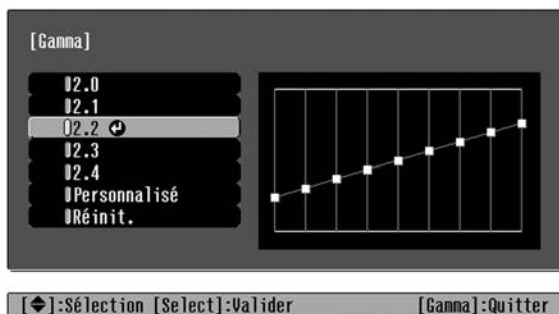 [Gamma]
2.0
2.1
2.2
2.3
2.4
Personnalisé
Réinit.
[◆]:Sélection [Select]:Valider [Gamma]:Quitter